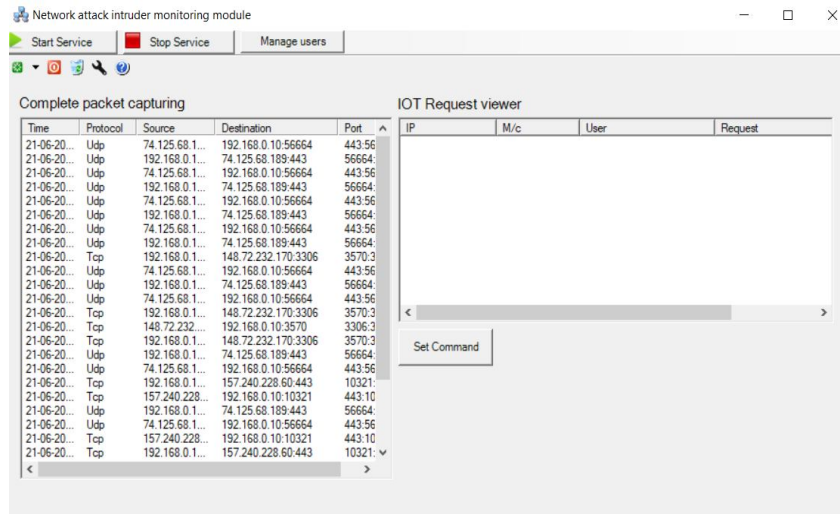 Network attack intruder monitoring module
Start Service Stop Service Manage users
Complete packet capturing
Time Protocol Source Destination Port
21-06-20... Udp 74.125.68.1... 192.168.0.10:56664 443:56
21-06-20... Udp 192.168.0.1... 74.125.68.189:443 56664:
21-06-20... Udp 74.125.68.1... 192.168.0.10:56664 443:56
21-06-20... Udp 192.168.0.1... 74.125.68.189:443 56664:
21-06-20... Udp 74.125.68.1... 192.168.0.10:56664 443:56
21-06-20... Udp 192.168.0.1... 74.125.68.189:443 56664:
21-06-20... Udp 74.125.68.1... 192.168.0.10:56664 443:56
21-06-20... Udp 192.168.0.1... 74.125.68.189:443 56664:
21-06-20... Tcp 192.168.0.1... 148.72.232.170:3306 3570:3
21-06-20... Udp 74.125.68.1... 192.168.0.10:56664 443:56
21-06-20... Udp 192.168.0.1... 74.125.68.189:443 56664:
21-06-20... Udp 74.125.68.1... 192.168.0.10:56664 443:56
21-06-20... Tcp 192.168.0.1... 148.72.232.170:3306 3570:3
21-06-20... Tcp 148.72.232.... 192.168.0.10:3570 3306:3
21-06-20... Tcp 192.168.0.1... 148.72.232.170:3306 3570:3
21-06-20... Udp 192.168.0.1... 74.125.68.189:443 56664:
21-06-20... Udp 74.125.68.1... 192.168.0.10:56664 443:56
21-06-20... Tcp 192.168.0.1... 157.240.228.60:443 10321:
21-06-20... Tcp 157.240.228... 192.168.0.10:10321 443:10
21-06-20... Udp 192.168.0.1... 74.125.68.189:443 56664:
21-06-20... Udp 74.125.68.1... 192.168.0.10:56664 443:56
21-06-20... Tcp 157.240.228... 192.168.0.10:10321 443:10
21-06-20... Tcp 192.168.0.1... 157.240.228.60:443 10321:
IOT Request viewer
IP M/c User Request
Set Command